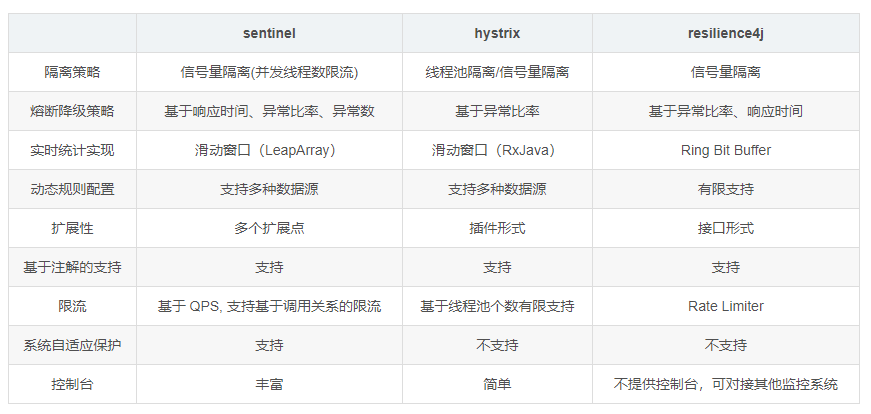 sentinel hystrix resilience4j
隔离策略 信号量隔离(并发线程数限流) 线程池隔离/信号量隔离 信号量隔离
熔断降级策略 基于响应时间、异常比率、异常数 基于异常比率 基于异常比率、响应时间
实时统计实现 滑动窗口（LeapArray） 滑动窗口（RxJava） Ring Bit Buffer
动态规则配置 支持多种数据源 支持多种数据源 有限支持
扩展性 多个扩展点 插件形式 接口形式
基于注解的支持 支持 支持 支持
限流 基于 QPS, 支持基于调用关系的限流 基于线程池个数有限支持 Rate Limiter
系统自适应保护 支持 不支持 不支持
控制台 丰富 简单 不提供控制台，可对接其他监控系统